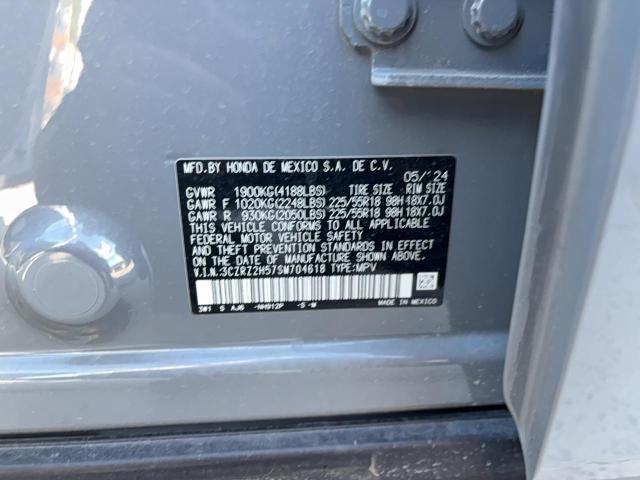 MFD.BY HONDA DE MEXICO S.A. DE C.V. 05/'24
GVWR 1900KG(4188LBS) TIRE SIZE RIM SIZE
GAWR F 1020KG(2248LBS) 225/55R18 98H 18X7.0J
GAWR R 930KG(2050LBS) 225/55R18 98H 18X7.0J
THIS VEHICLE CONFORMS TO ALL APPLICABLE
FEDERAL MOTOR VEHICLE SAFETY
AND THEFT PREVENTION STANDARDS IN EFFECT
ON THE DATE OF MANUFACTURE SHOWN ABOVE.
V.I.N.:3CZRZ2H57SM704618 TYPE:MPV
3W1 S AJ6 -NH912P -S -M MADE IN MEXICO